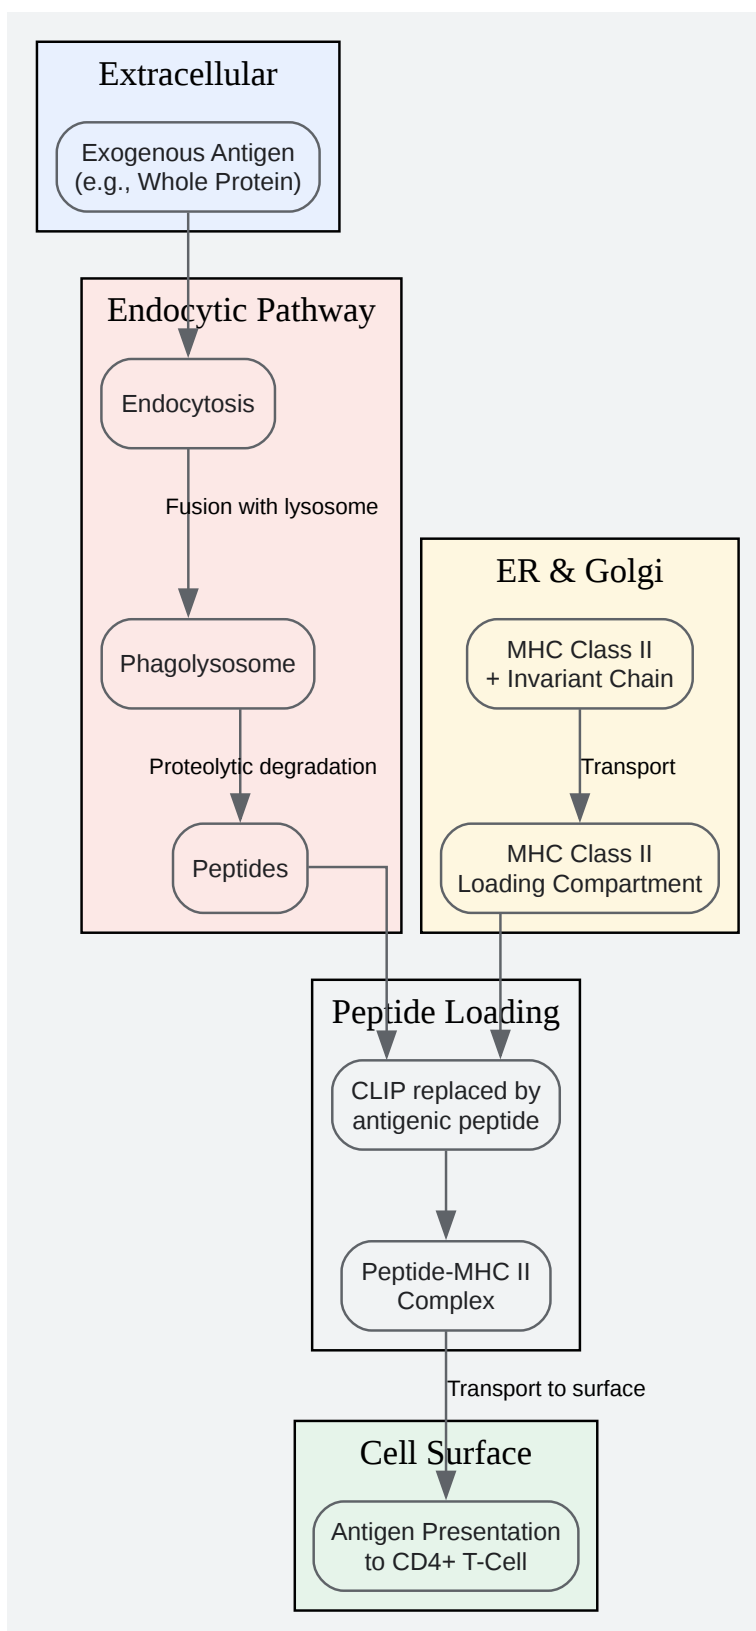 Extracellular
Exogenous Antigen
(e.g., Whole Protein)
Endocytic Pathway
Endocytosis
Fusion with lysosome
Phagolysosome
Proteolytic degradation
Peptides
ER & Golgi
MHC Class II
+ Invariant Chain
Transport
MHC Class II
Loading Compartment
Peptide Loading
CLIP replaced by
antigenic peptide
Peptide-MHC II
Complex
Transport to surface
Cell Surface
Antigen Presentation
to CD4+ T-Cell